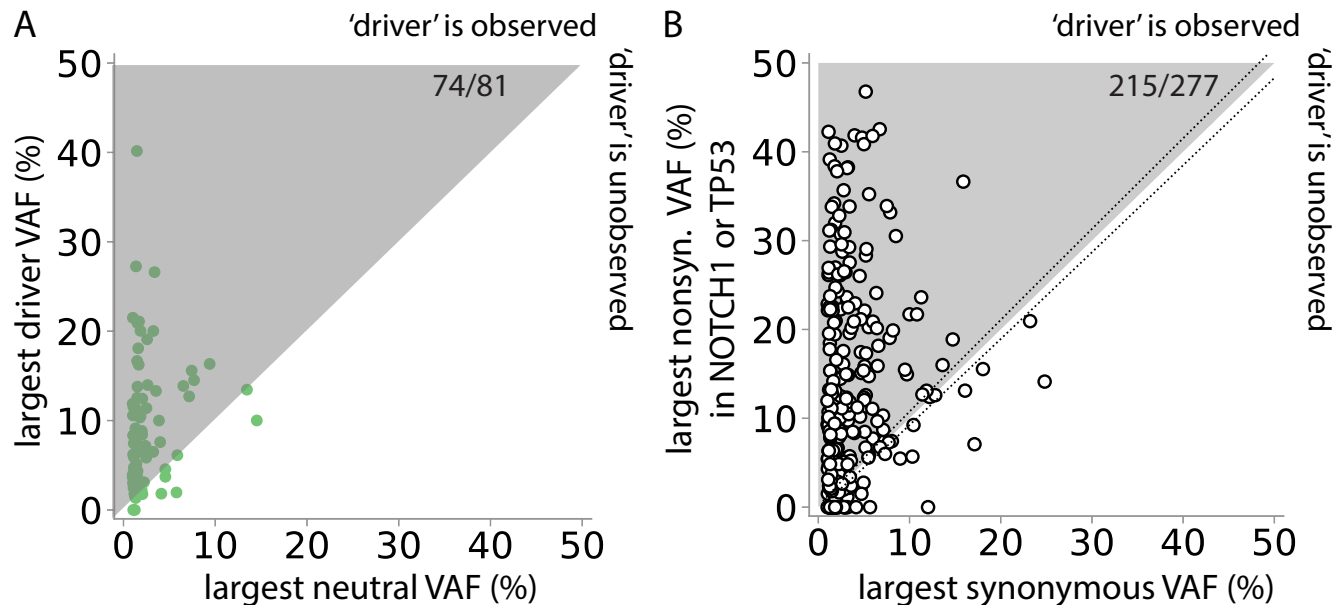 A
'driver' is observed
50
40
30
20
10
0
largest driver VAF (%)
74/81
'driver' is unobserved
0 10 20 30 40 50
largest neutral VAF (%)
B
'driver' is observed
50
40
30
20
10
0
largest nonsyn. VAF (%)
in NOTCH1 or TP53
215/277
'driver' is unobserved
0 10 20 30 40 50
largest synonymous VAF (%)